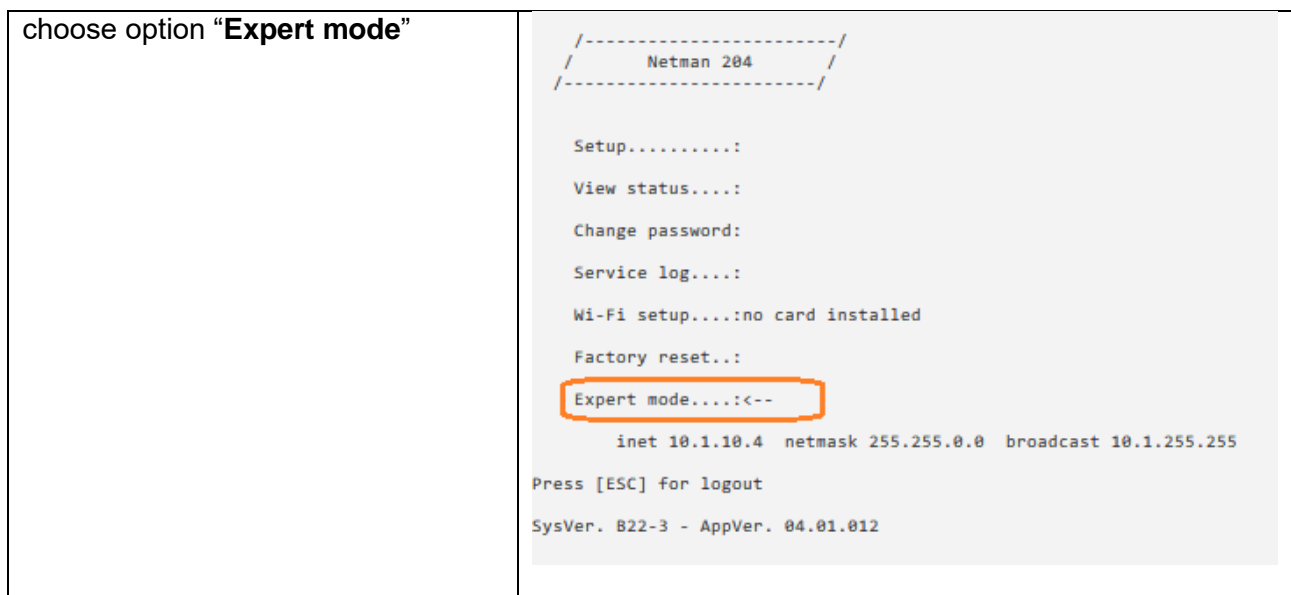 choose option “Expert mode”
/------------------------/
/ Netman 204 /
/------------------------/
Setup..........:
View status....:
Change password:
Service log....:
Wi-Fi setup....:no card installed
Factory reset..:
Expert mode....:<--
inet 10.1.10.4 netmask 255.255.0.0 broadcast 10.1.255.255
Press [ESC] for logout
SysVer. B22-3 - AppVer. 04.01.012